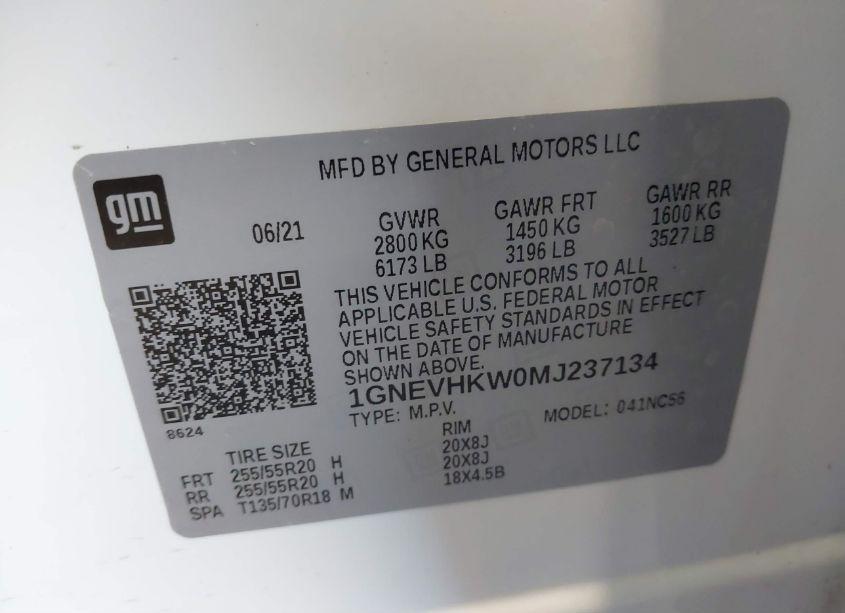 MFD BY GENERAL MOTORS LLC
gm
06/21
GVWR
2800 KG
6173 LB
GAWR FRT
1450 KG
3196 LB
GAWR RR
1600 KG
3527 LB
THIS VEHICLE CONFORMS TO ALL
APPLICABLE U.S. FEDERAL MOTOR
VEHICLE SAFETY STANDARDS IN EFFECT
ON THE DATE OF MANUFACTURE
SHOWN ABOVE.
1GNEVHKW0MJ237134
TYPE: M.P.V.
MODEL: 041NC56
8624
TIRE SIZE RIM
FRT 255/55R20 H 20X8J
RR 255/55R20 H 20X8J
SPA T135/70R18 M 18X4.5B